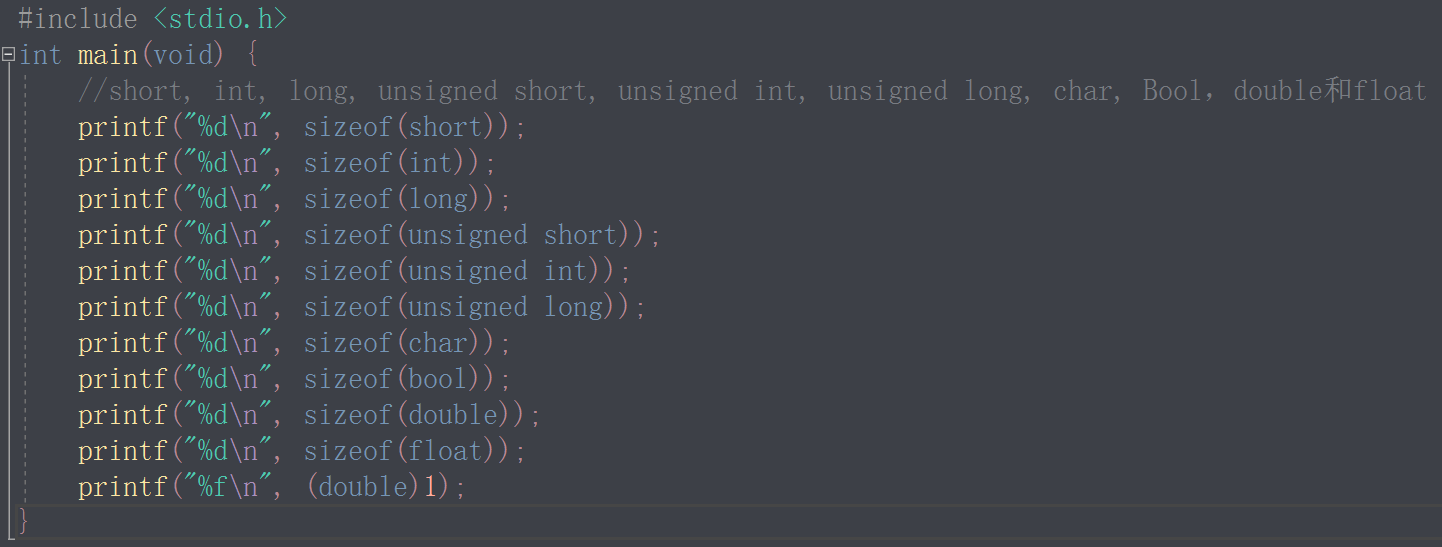 #include <stdio.h>
int main(void) {
//short, int, long, unsigned short, unsigned int, unsigned long, char, Bool，double和float
printf("%d\n", sizeof(short));
printf("%d\n", sizeof(int));
printf("%d\n", sizeof(long));
printf("%d\n", sizeof(unsigned short));
printf("%d\n", sizeof(unsigned int));
printf("%d\n", sizeof(unsigned long));
printf("%d\n", sizeof(char));
printf("%d\n", sizeof(bool));
printf("%d\n", sizeof(double));
printf("%d\n", sizeof(float));
printf("%f\n", (double)1);
}